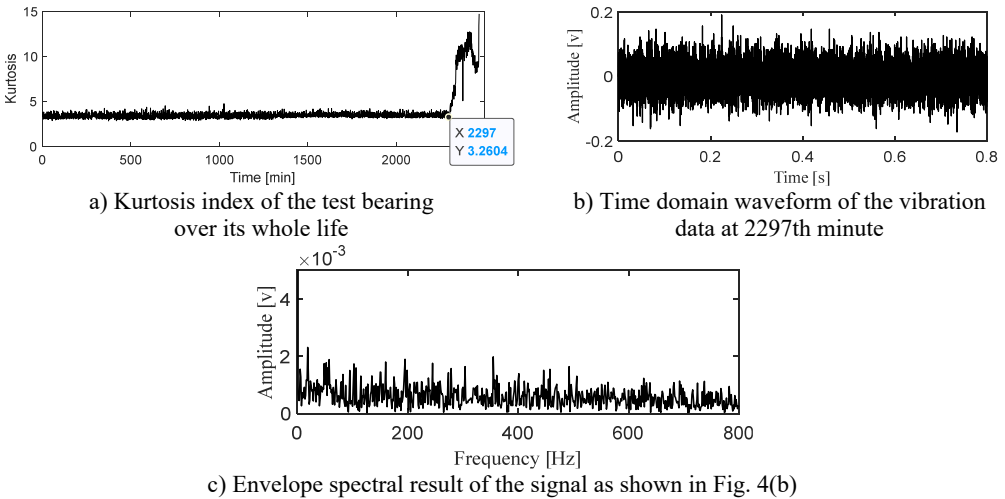 15
10
5
0
Kurtosis
0 500 1000 1500 2000
X 2297
Y 3.2604
Time [min]
a) Kurtosis index of the test bearing
over its whole life
0.2
0
-0.2
Amplitude [v]
0 0.2 0.4 0.6 0.8
Time [s]
b) Time domain waveform of the vibration
data at 2297th minute
×10⁻³
4
2
0
Amplitude [v]
0 200 400 600 800
Frequency [Hz]
c) Envelope spectral result of the signal as shown in Fig. 4(b)